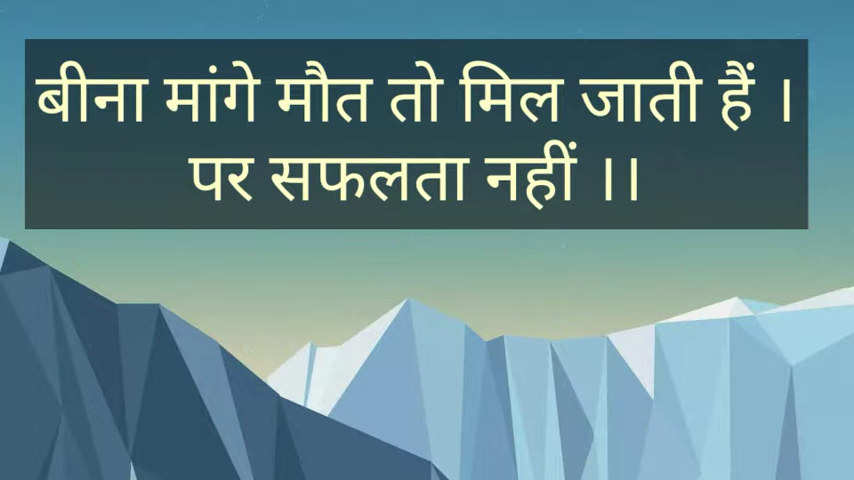 बीना मांगे मौत तो मिल जाती हैं ।
पर सफलता नहीं ।।